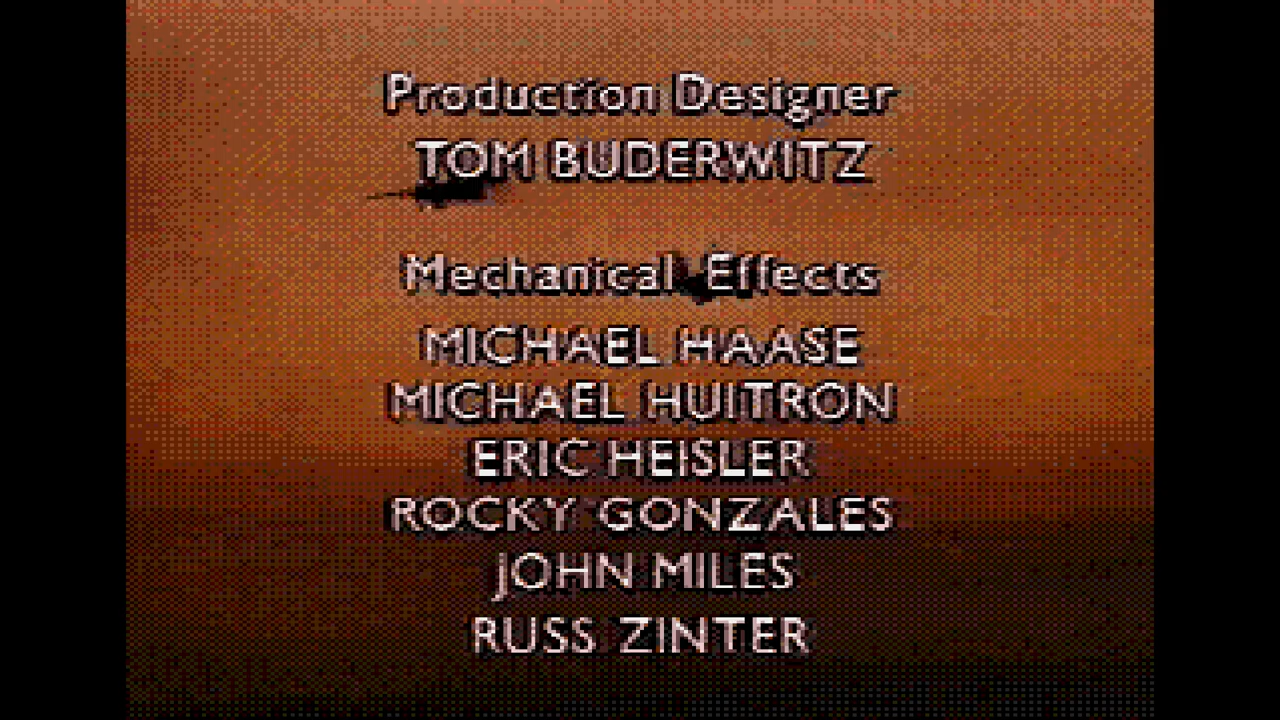 Production Designer
TOM BUDERWITZ
Mechanical Effects
MICHAEL HAASE
MICHAEL HUITRON
ERIC HEISLER
ROCKY GONZALES
JOHN MILES
RUSS ZINTER